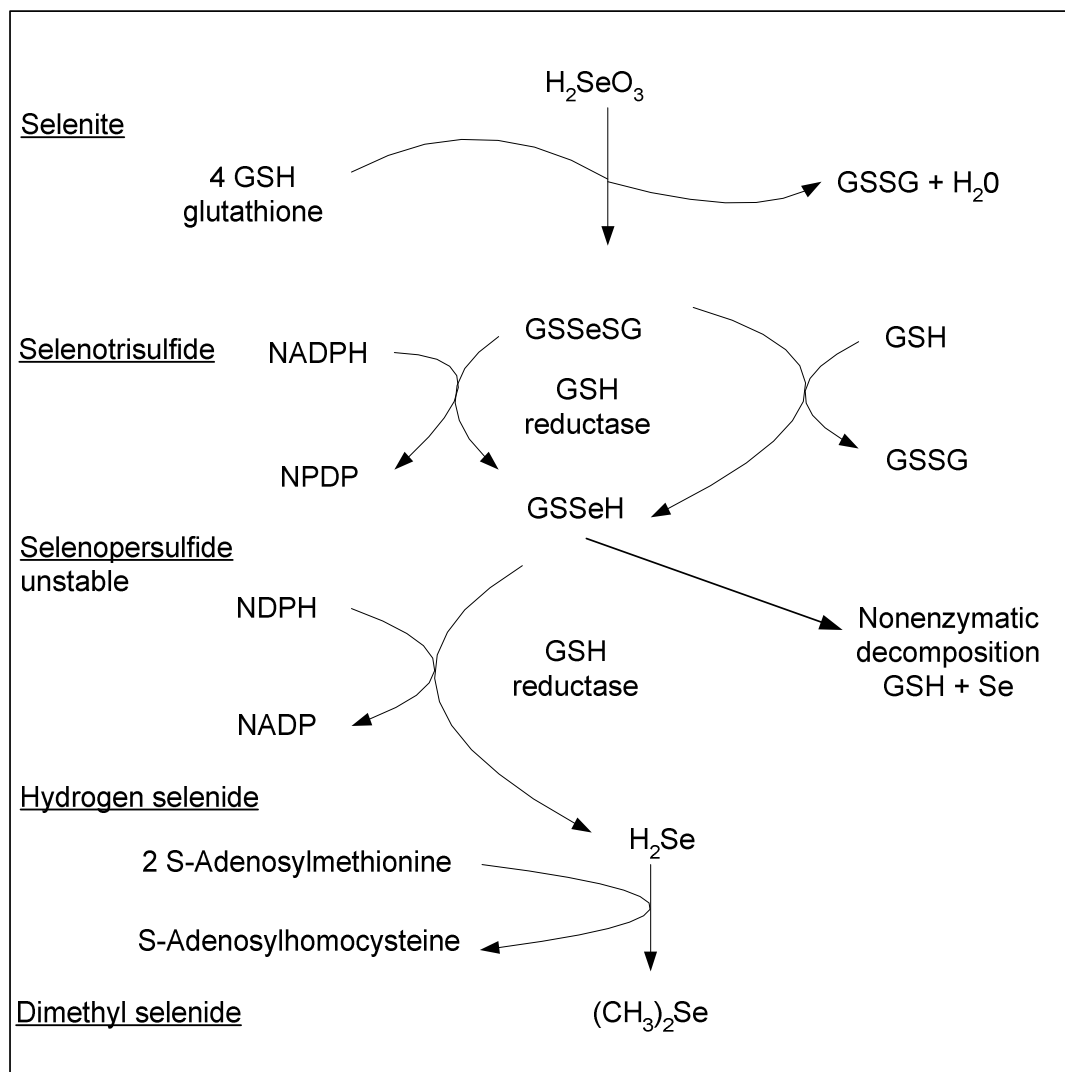 H₂SeO₃
Selenite
4 GSH
glutathione
GSSG + H₂0
Selenotrisulfide
NADPH
GSSeSG
GSH
GSH
reductase
NPDP
GSSG
GSSeH
Selenopersulfide
unstable
NDPH
GSH
reductase
Nonenzymatic
decomposition
GSH + Se
NADP
Hydrogen selenide
H₂Se
2 S-Adenosylmethionine
S-Adenosylhomocysteine
Dimethyl selenide
(CH₃)₂Se